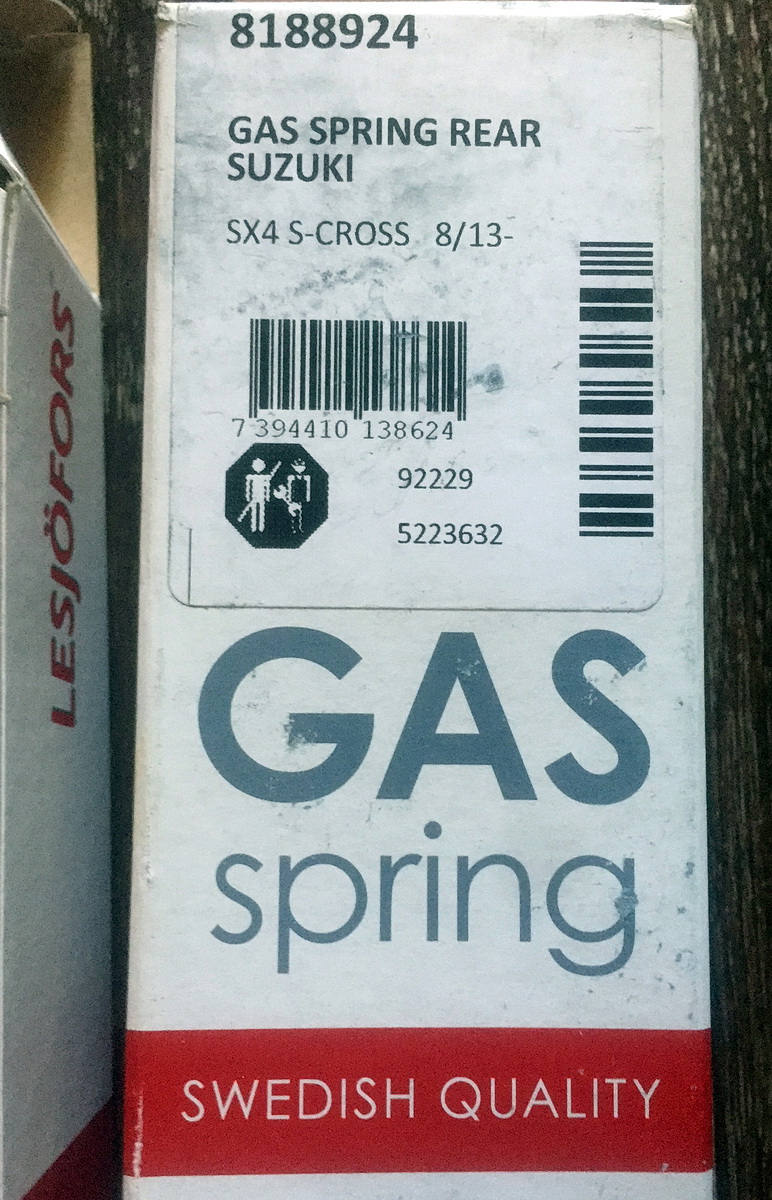 8188924
GAS SPRING REAR
SUZUKI
SX4 S-CROSS 8/13-
7 394410 138624
92229
5223632
GAS
spring
SWEDISH QUALITY
LESJÖFORS